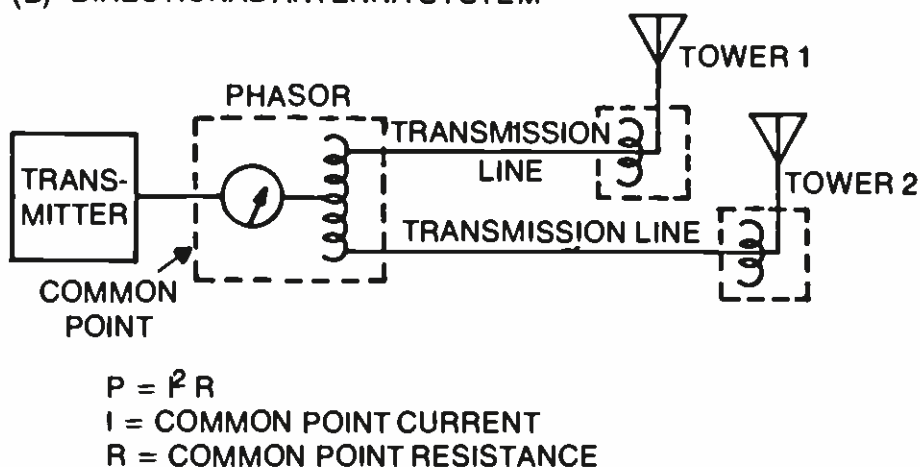 TOWER 1
PHASOR
TRANSMISSION
LINE
TRANS-
MITTER
TOWER 2
TRANSMISSION LINE
COMMON
POINT
P = I² R
I = COMMON POINT CURRENT
R = COMMON POINT RESISTANCE